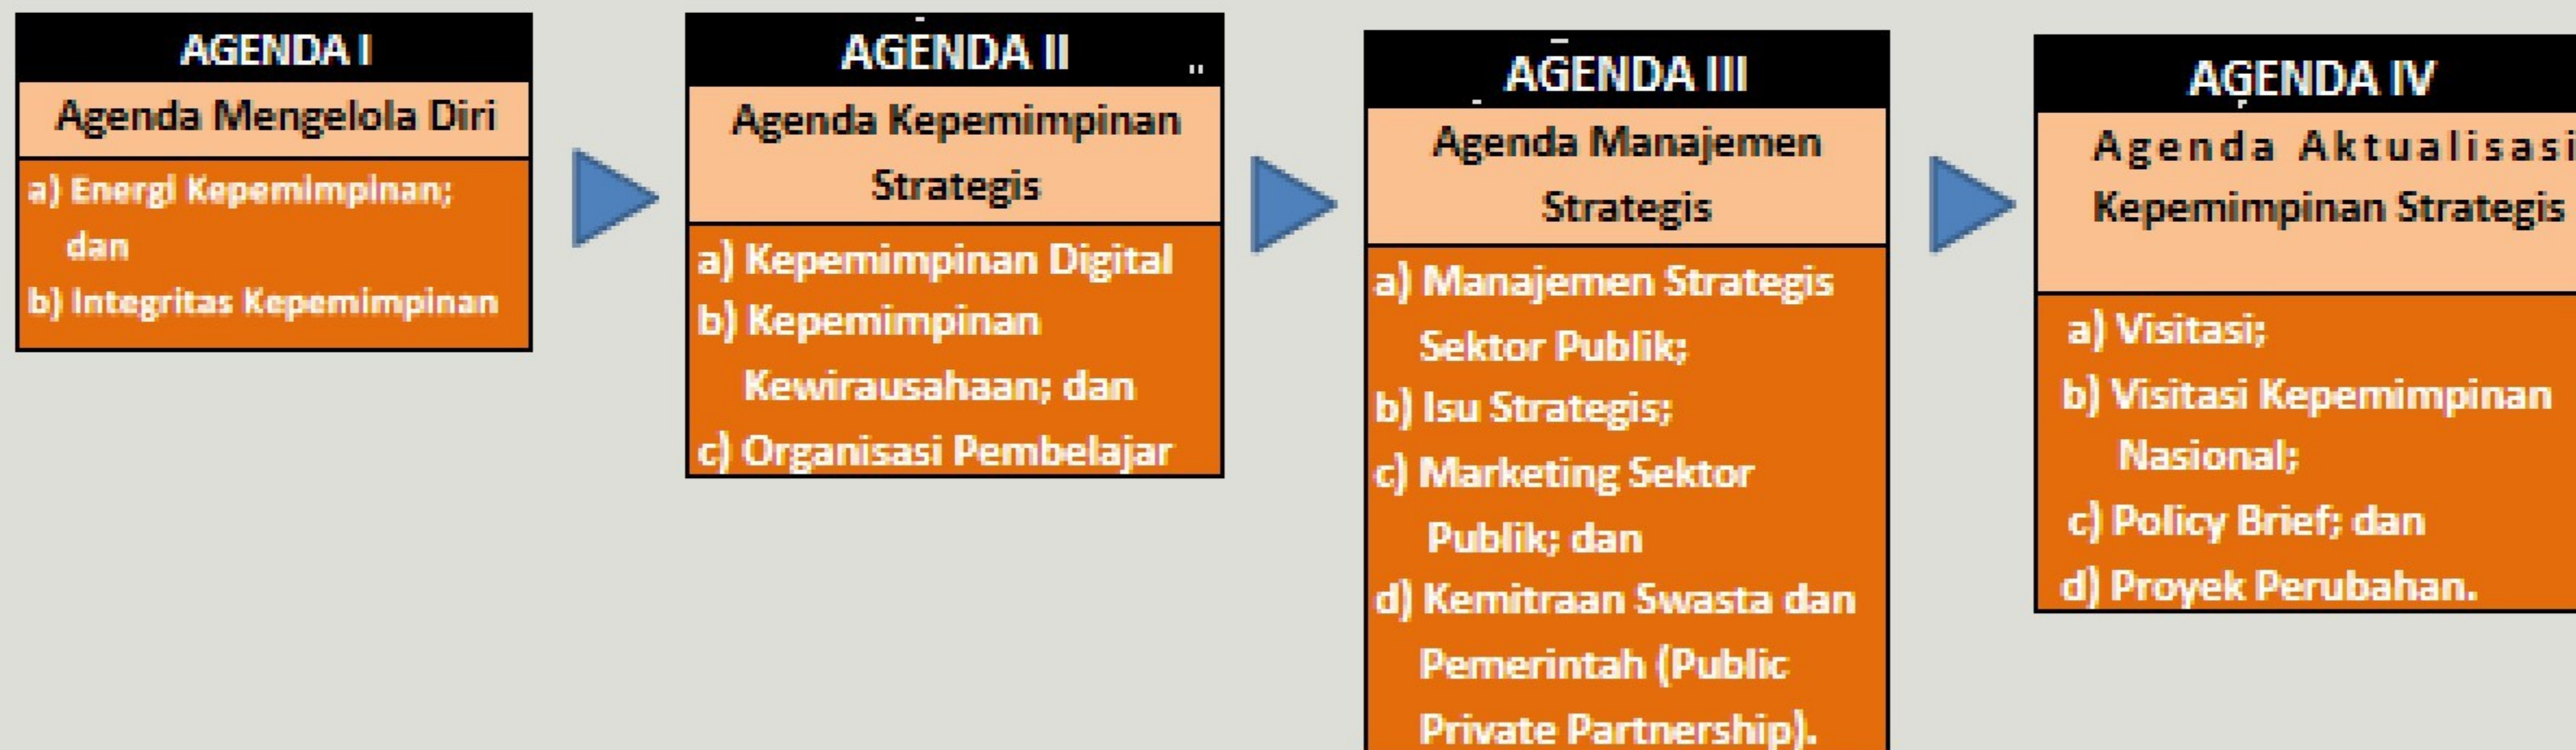 AGENDA I
Agenda Mengelola Diri
a) Energi Kepemimpinan;
dan
b) Integritas Kepemimpinan
AGENDA II
Agenda Kepemimpinan
Strategis
a) Kepemimpinan Digital
b) Kepemimpinan
Kewirausahaan; dan
c) Organisasi Pembelajar
AGENDA III
Agenda Manajemen
Strategis
a) Manajemen Strategis
Sektor Publik;
b) Isu Strategis;
c) Marketing Sektor
Publik; dan
d) Kemitraan Swasta dan
Pemerintah (Public
Private Partnership).
AGENDA IV
Agenda Aktualisasi
Kepemimpinan Strategis
a) Visitasi;
b) Visitasi Kepemimpinan
Nasional;
c) Policy Brief; dan
d) Proyek Perubahan.